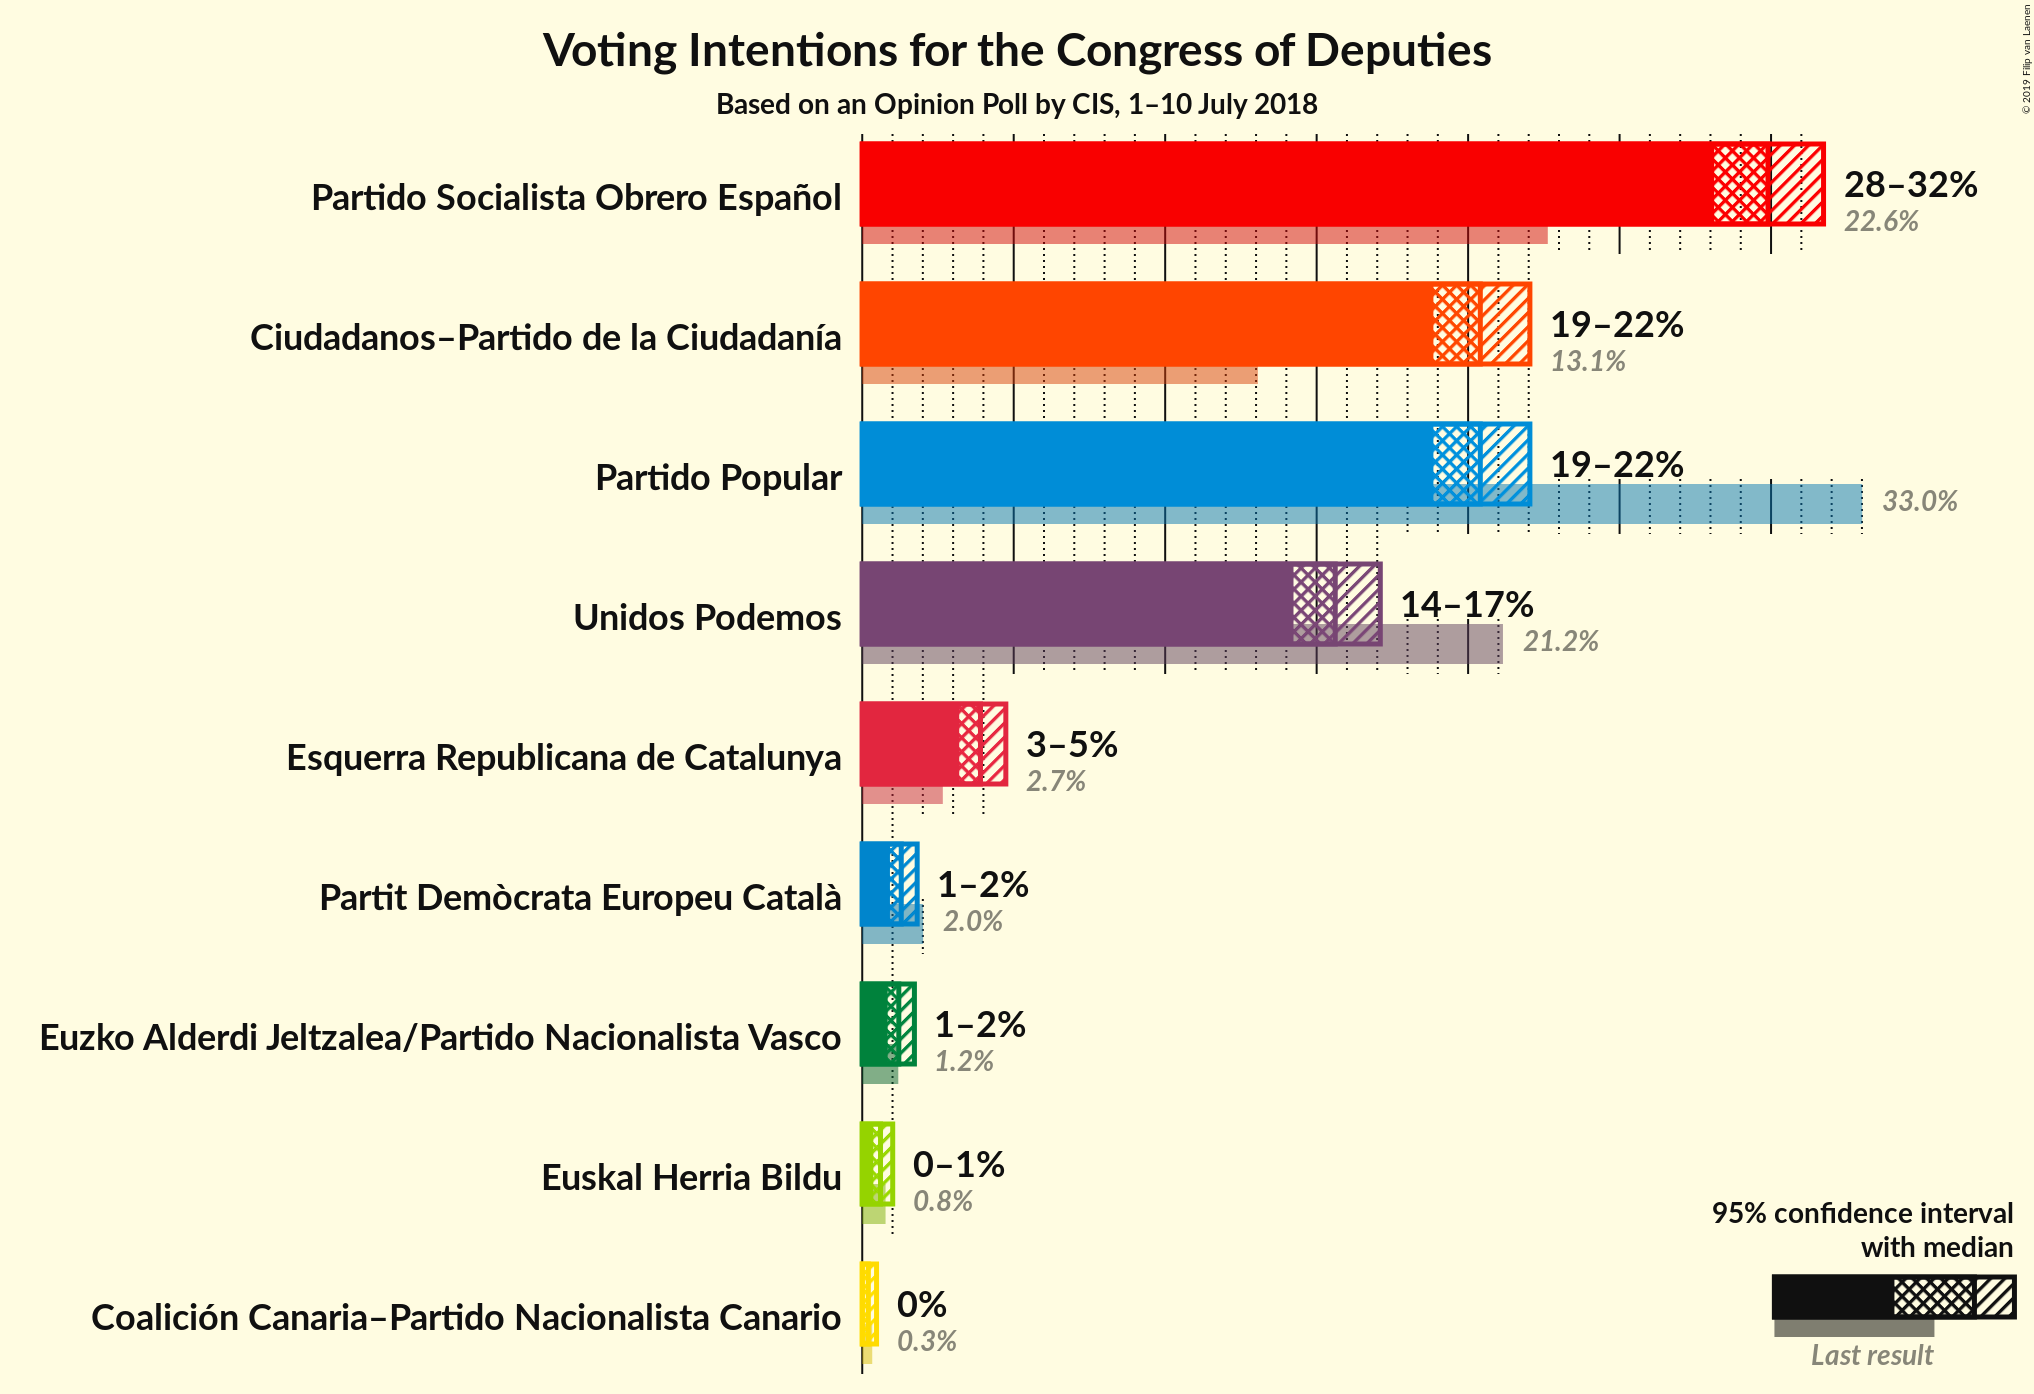 Voting Intentions for the Congress of Deputies
Based on an Opinion Poll by CIS, 1–10 July 2018
© 2019 Filip van Laenen
Partido Socialista Obrero Español
28–32%
22.6%
Ciudadanos–Partido de la Ciudadanía
19–22%
13.1%
Partido Popular
19–22%
33.0%
Unidos Podemos
14–17%
21.2%
Esquerra Republicana de Catalunya
3–5%
2.7%
Partit Demòcrata Europeu Català
1–2%
2.0%
Euzko Alderdi Jeltzalea/Partido Nacionalista Vasco
1–2%
1.2%
Euskal Herria Bildu
0–1%
0.8%
Coalición Canaria–Partido Nacionalista Canario
0%
0.3%
95% confidence interval
with median
Last result